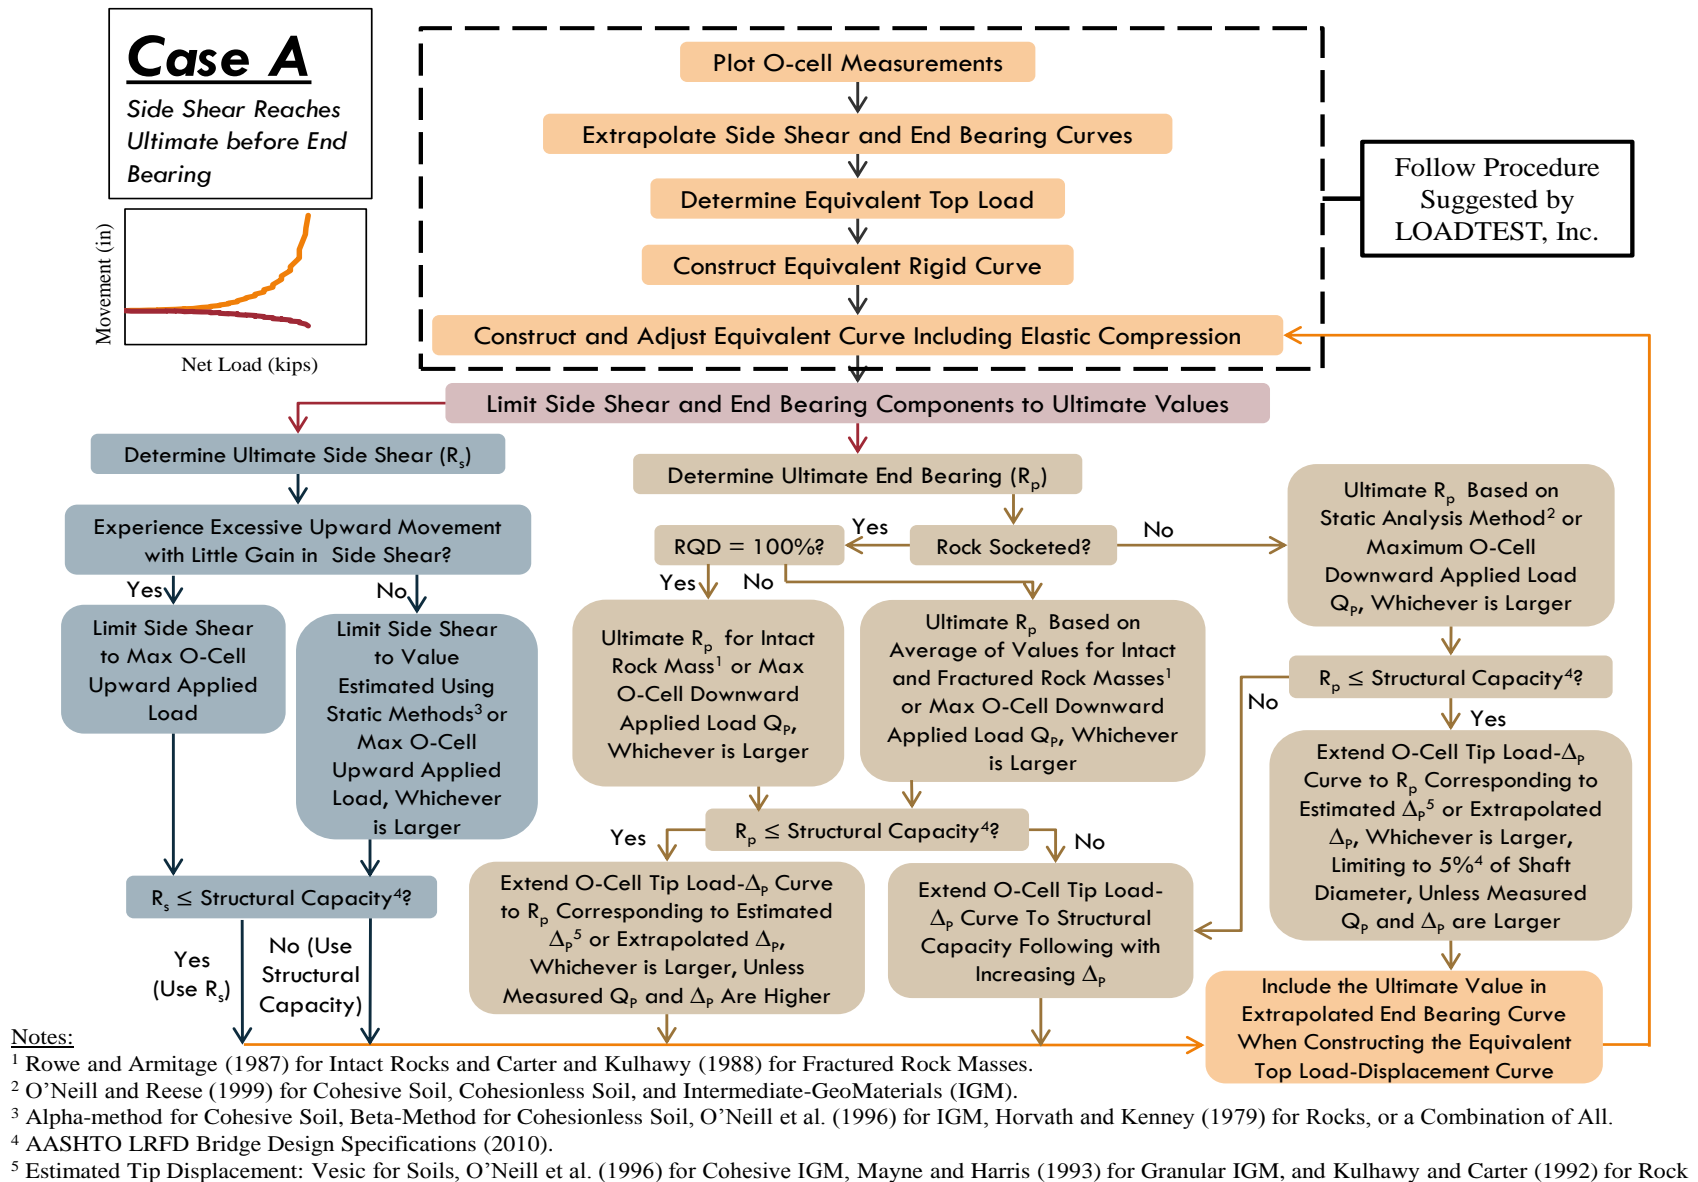 Case A
Side Shear Reaches
Ultimate before End
Bearing
Movement (in)
Net Load (kips)
Plot O-cell Measurements
Extrapolate Side Shear and End Bearing Curves
Determine Equivalent Top Load
Construct Equivalent Rigid Curve
Construct and Adjust Equivalent Curve Including Elastic Compression
Follow Procedure
Suggested by
LOADTEST, Inc.
Limit Side Shear and End Bearing Components to Ultimate Values
Determine Ultimate Side Shear (Rs)
Experience Excessive Upward Movement
with Little Gain in Side Shear?
Yes
No
Limit Side Shear
to Max O-Cell
Upward Applied
Load
Limit Side Shear
to Value
Estimated Using
Static Methods³ or
Max O-Cell
Upward Applied
Load, Whichever
is Larger
Rs ≤ Structural Capacity⁴?
Yes
(Use Rs)
No (Use
Structural
Capacity)
Determine Ultimate End Bearing (Rp)
Rock Socketed?
Yes
No
RQD = 100%?
Yes
No
Ultimate Rp for Intact
Rock Mass¹ or Max
O-Cell Downward
Applied Load QP,
Whichever is Larger
Ultimate Rp Based on
Average of Values for Intact
and Fractured Rock Masses¹
or Max O-Cell Downward
Applied Load QP, Whichever
is Larger
Rp ≤ Structural Capacity⁴?
Yes
No
Extend O-Cell Tip Load-ΔP Curve
to Rp Corresponding to Estimated
ΔP⁵ or Extrapolated ΔP,
Whichever is Larger, Unless
Measured QP and ΔP Are Higher
Extend O-Cell Tip Load-
ΔP Curve To Structural
Capacity Following with
Increasing ΔP
Ultimate Rp Based on
Static Analysis Method² or
Maximum O-Cell
Downward Applied Load
QP, Whichever is Larger
Rp ≤ Structural Capacity⁴?
No
Yes
Extend O-Cell Tip Load-ΔP
Curve to Rp Corresponding to
Estimated ΔP⁵ or Extrapolated
ΔP, Whichever is Larger,
Limiting to 5%⁴ of Shaft
Diameter, Unless Measured
QP and ΔP are Larger
Include the Ultimate Value in
Extrapolated End Bearing Curve
When Constructing the Equivalent
Top Load-Displacement Curve
Notes:
¹ Rowe and Armitage (1987) for Intact Rocks and Carter and Kulhawy (1988) for Fractured Rock Masses.
² O'Neill and Reese (1999) for Cohesive Soil, Cohesionless Soil, and Intermediate-GeoMaterials (IGM).
³ Alpha-method for Cohesive Soil, Beta-Method for Cohesionless Soil, O'Neill et al. (1996) for IGM, Horvath and Kenney (1979) for Rocks, or a Combination of All.
⁴ AASHTO LRFD Bridge Design Specifications (2010).
⁵ Estimated Tip Displacement: Vesic for Soils, O'Neill et al. (1996) for Cohesive IGM, Mayne and Harris (1993) for Granular IGM, and Kulhawy and Carter (1992) for Rock